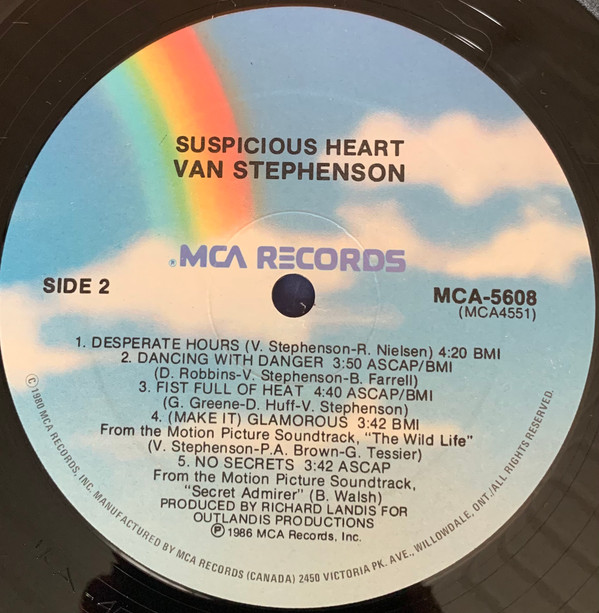 SUSPICIOUS HEART
VAN STEPHENSON
® MCA RECORDS
SIDE 2
MCA-5608
(MCA4551)
1. DESPERATE HOURS (V. Stephenson-R. Nielsen) 4:20 BMI
2. DANCING WITH DANGER 3:50 ASCAP/BMI
(D. Robbins-V. Stephenson-B. Farrell)
3. FIST FULL OF HEAT 4:40 ASCAP/BMI
(G. Greene-D. Huff-V. Stephenson)
4. (MAKE IT) GLAMOROUS 3:42 BMI
From the Motion Picture Soundtrack, "The Wild Life"
(V. Stephenson-P.A. Brown-G. Tessier)
5. NO SECRETS 3:42 ASCAP
From the Motion Picture Soundtrack,
"Secret Admirer" (B. Walsh)
PRODUCED BY RICHARD LANDIS FOR
OUTLANDIS PRODUCTIONS
℗ 1986 MCA Records, Inc.
© 1980 MCA RECORDS, INC. MANUFACTURED BY MCA RECORDS (CANADA) 2450 VICTORIA PK. AVE., WILLOWDALE, ONT./ALL RIGHTS RESERVED.